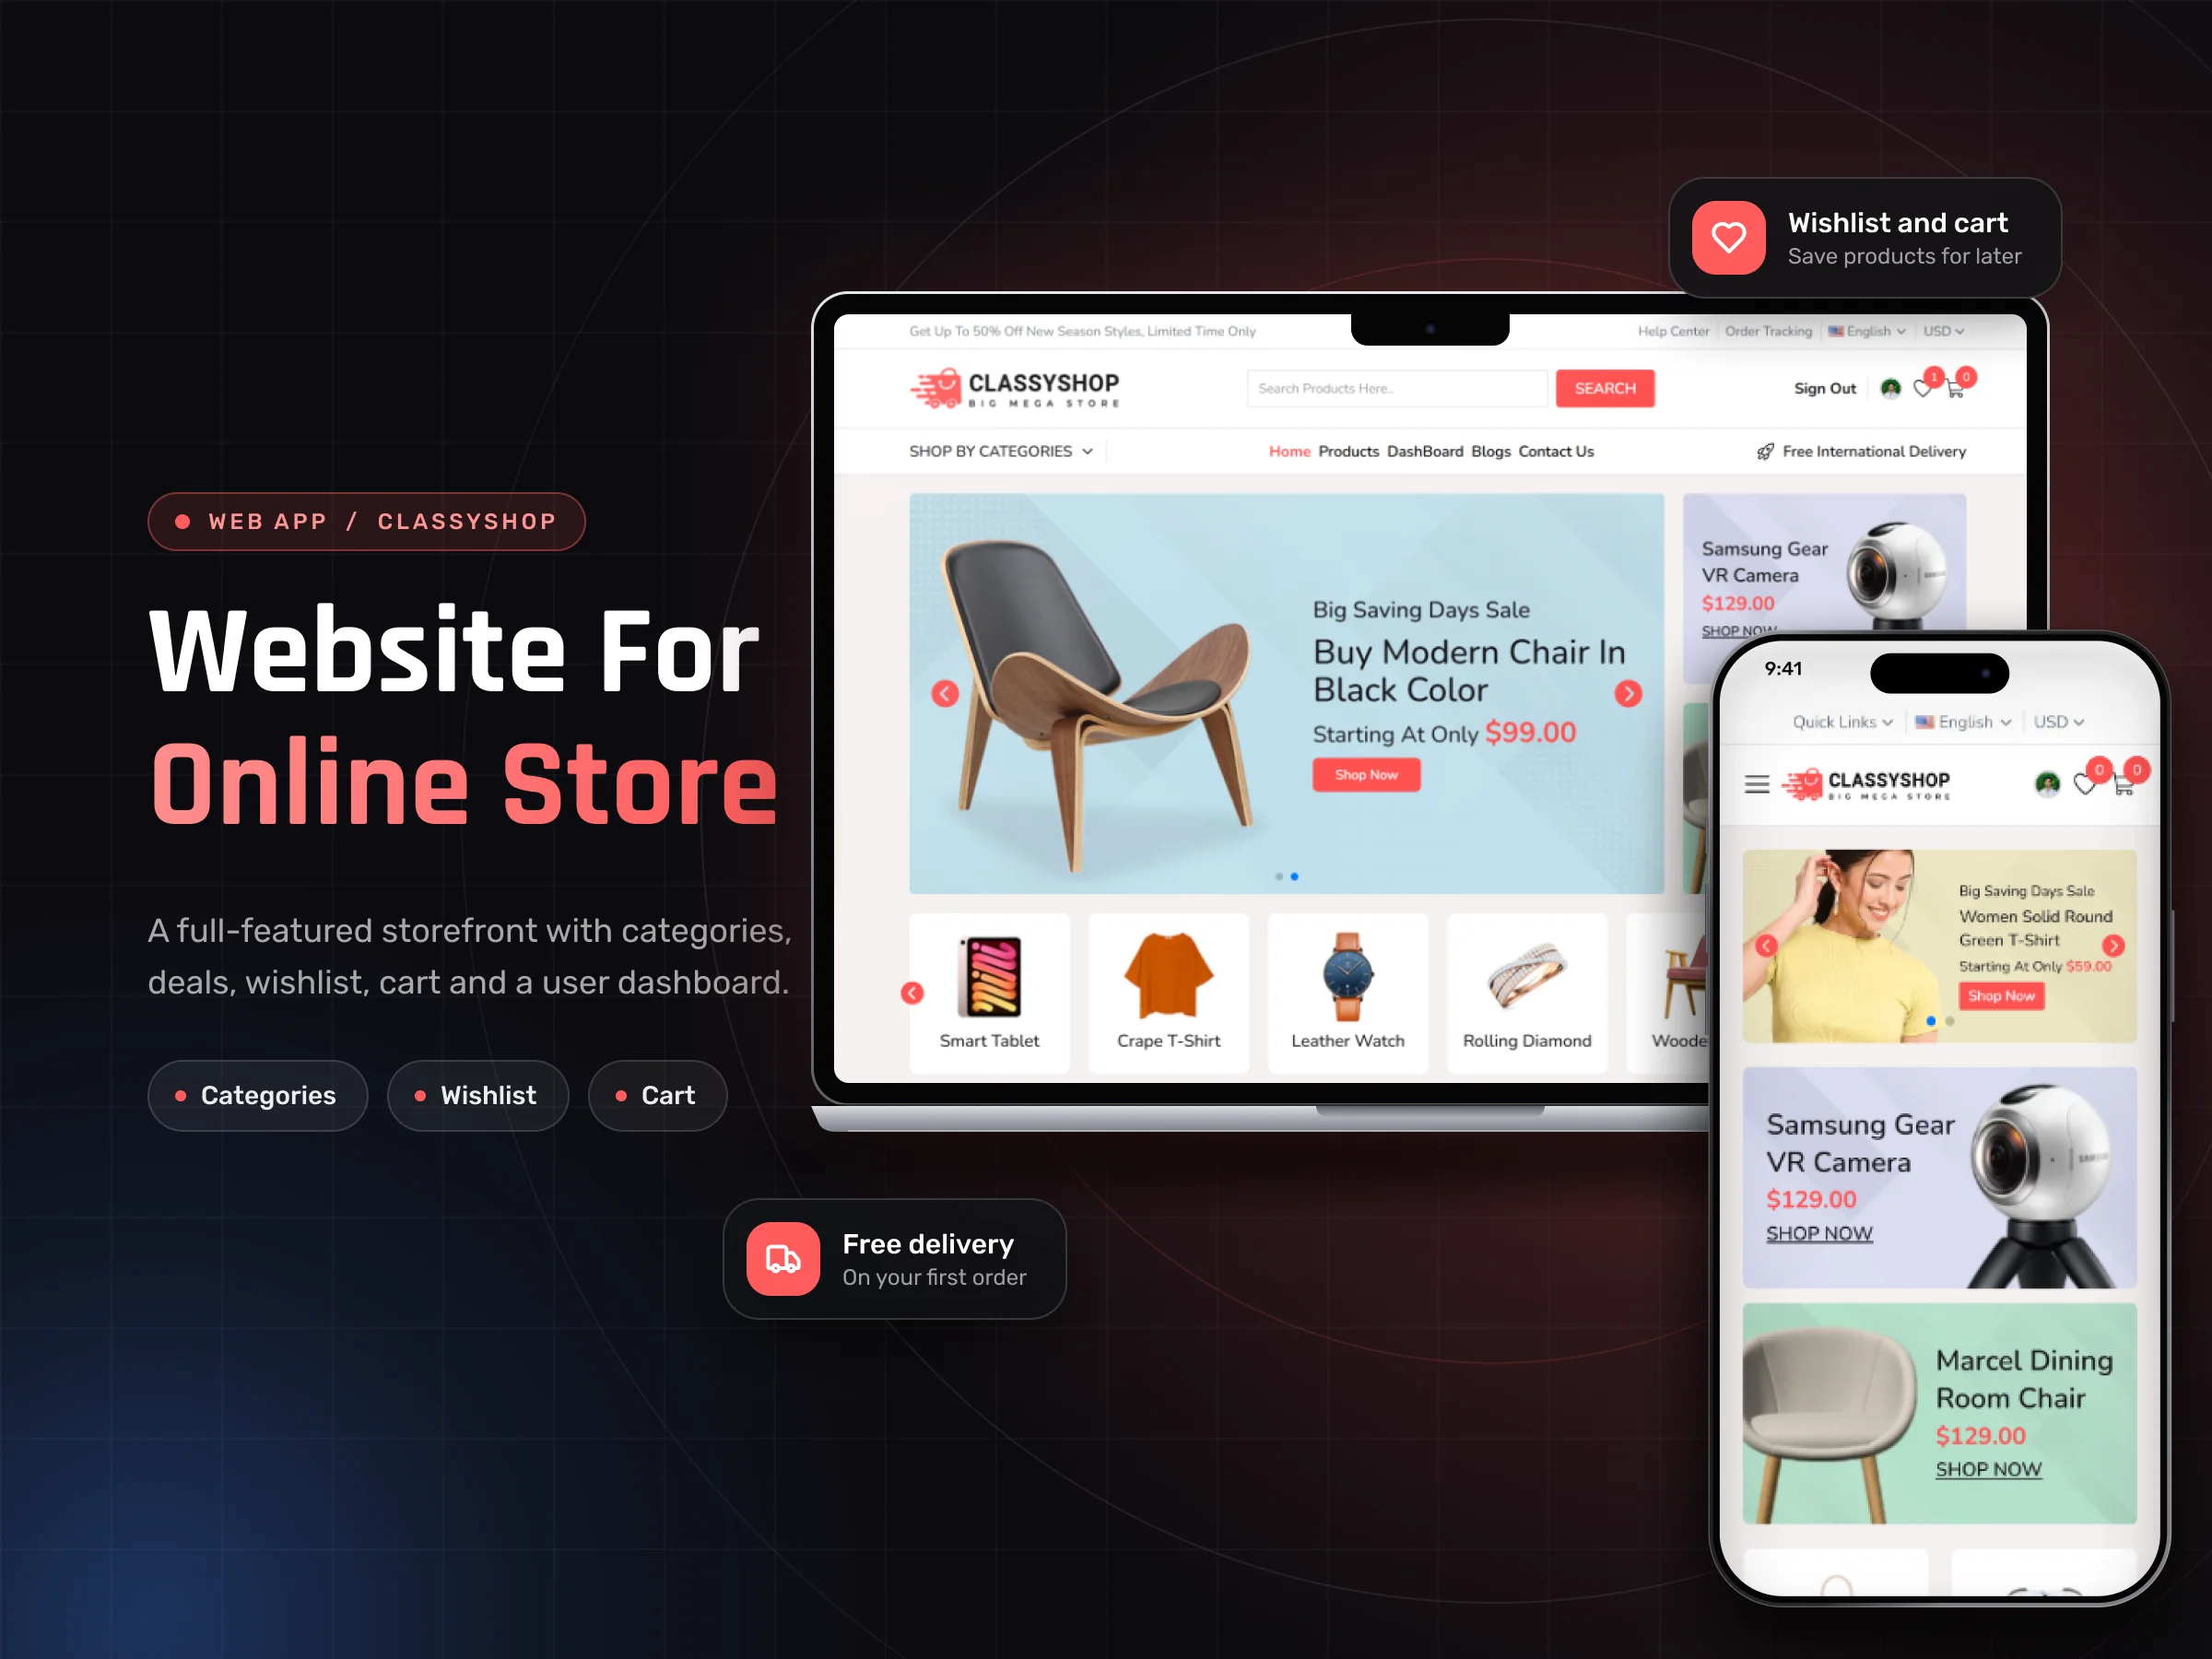 WEB APP / CLASSYSHOP
Website For
Online Store
A full-featured storefront with categories,
deals, wishlist, cart and a user dashboard.
Categories
Wishlist
Cart
Wishlist and cart
Save products for later
Get Up To 50% Off New Season Styles, Limited Time Only
Help Center
Order Tracking
English
USD
CLASSYSHOP
BIG MEGA STORE
Search Products Here..
SEARCH
Sign Out
1
0
SHOP BY CATEGORIES
Home Products DashBoard Blogs Contact Us
Free International Delivery
Big Saving Days Sale
Buy Modern Chair In
Black Color
Starting At Only $99.00
Shop Now
Samsung Gear
VR Camera
$129.00
SHOP NOW
Smart Tablet
Crape T-Shirt
Leather Watch
Rolling Diamond
Woode
Free delivery
On your first order
9:41
Quick Links
English
USD
CLASSYSHOP
BIG MEGA STORE
0
0
Big Saving Days Sale
Women Solid Round
Green T-Shirt
Starting At Only $59.00
Shop Now
Samsung Gear
VR Camera
$129.00
SHOP NOW
Marcel Dining
Room Chair
$129.00
SHOP NOW